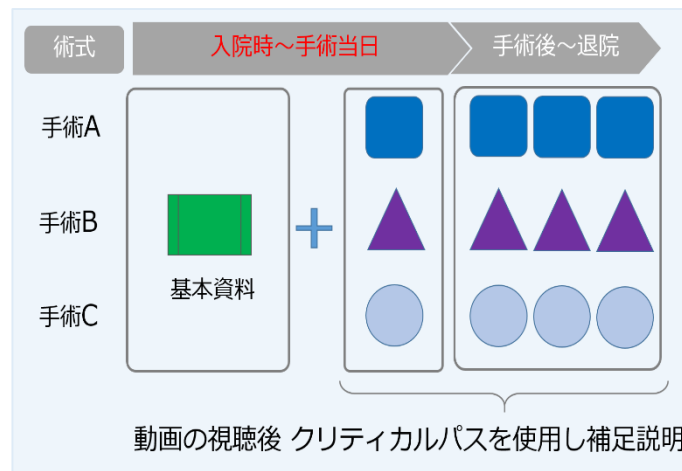 術式
入院時～手術当日
手術後～退院
手術A
手術B
手術C
基本資料
動画の視聴後 クリティカルパスを使用し補足説明